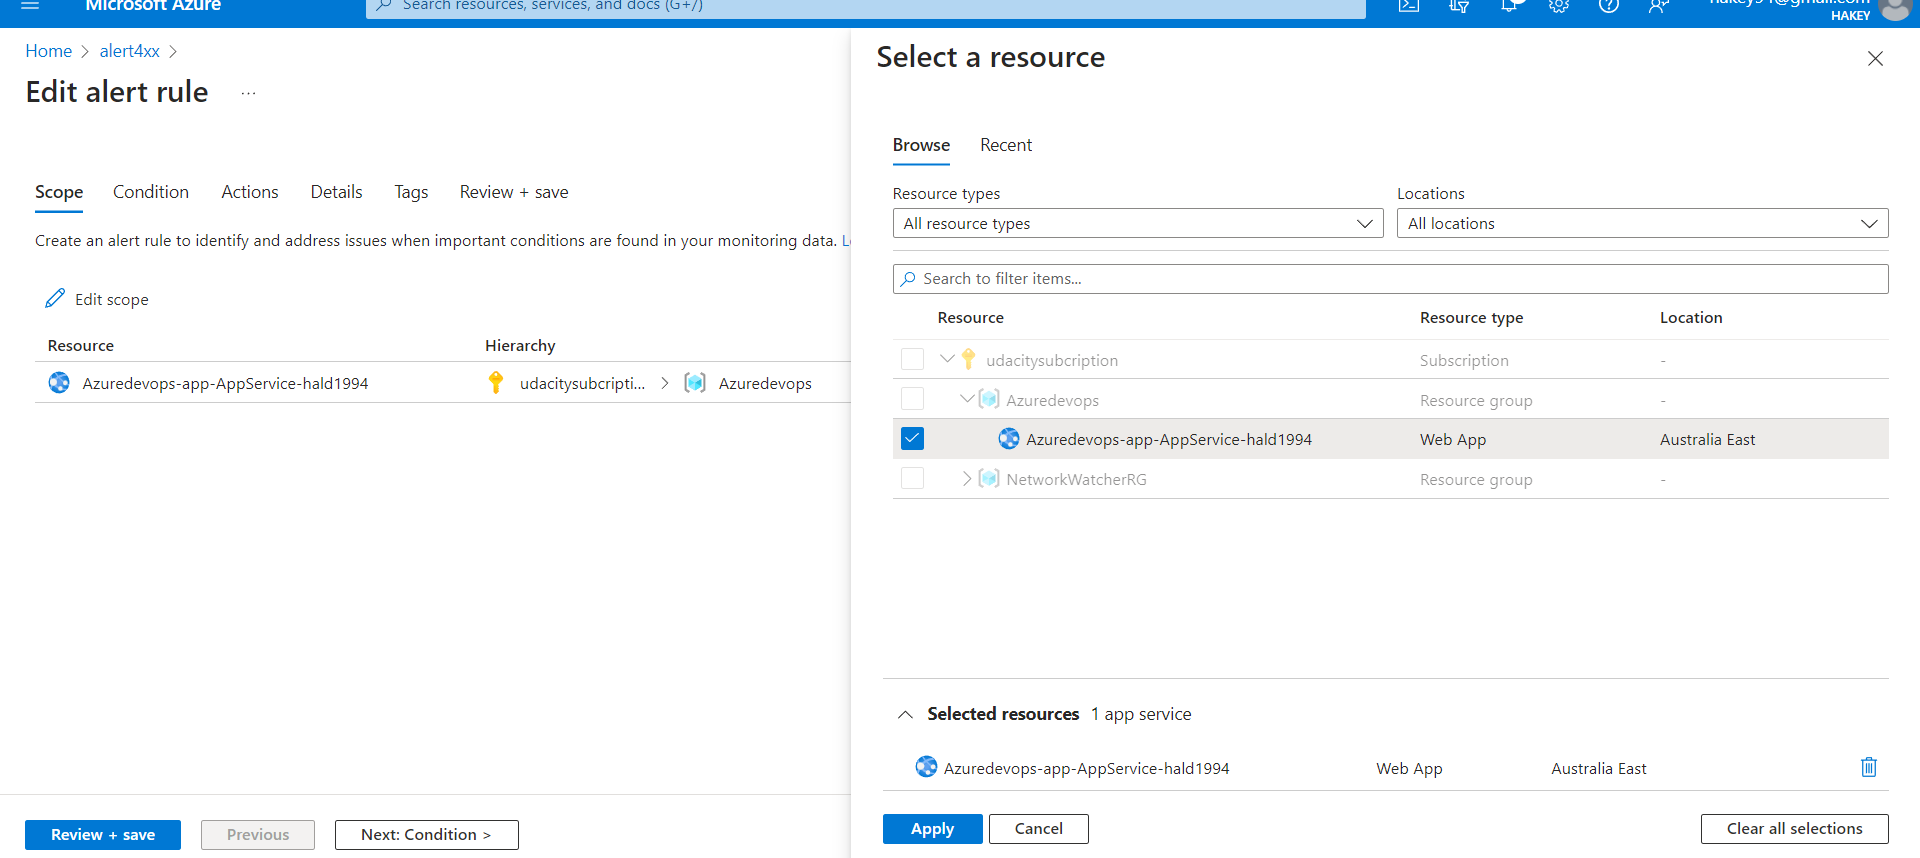 Microsoft Azure
Search resources, services, and docs (G+/)
HAKEY
Home > alert4xx >
Edit alert rule ...
Scope Condition Actions Details Tags Review + save
Create an alert rule to identify and address issues when important conditions are found in your monitoring data.
Edit scope
Resource Hierarchy
Azuredevops-app-AppService-hald1994 udacitysubcripti... > Azuredevops
Review + save Previous Next: Condition >
Select a resource
Browse Recent
Resource types Locations
All resource types All locations
Search to filter items...
Resource Resource type Location
udacitysubcription Subscription -
Azuredevops Resource group -
Azuredevops-app-AppService-hald1994 Web App Australia East
NetworkWatcherRG Resource group -
Selected resources 1 app service
Azuredevops-app-AppService-hald1994 Web App Australia East
Apply Cancel Clear all selections